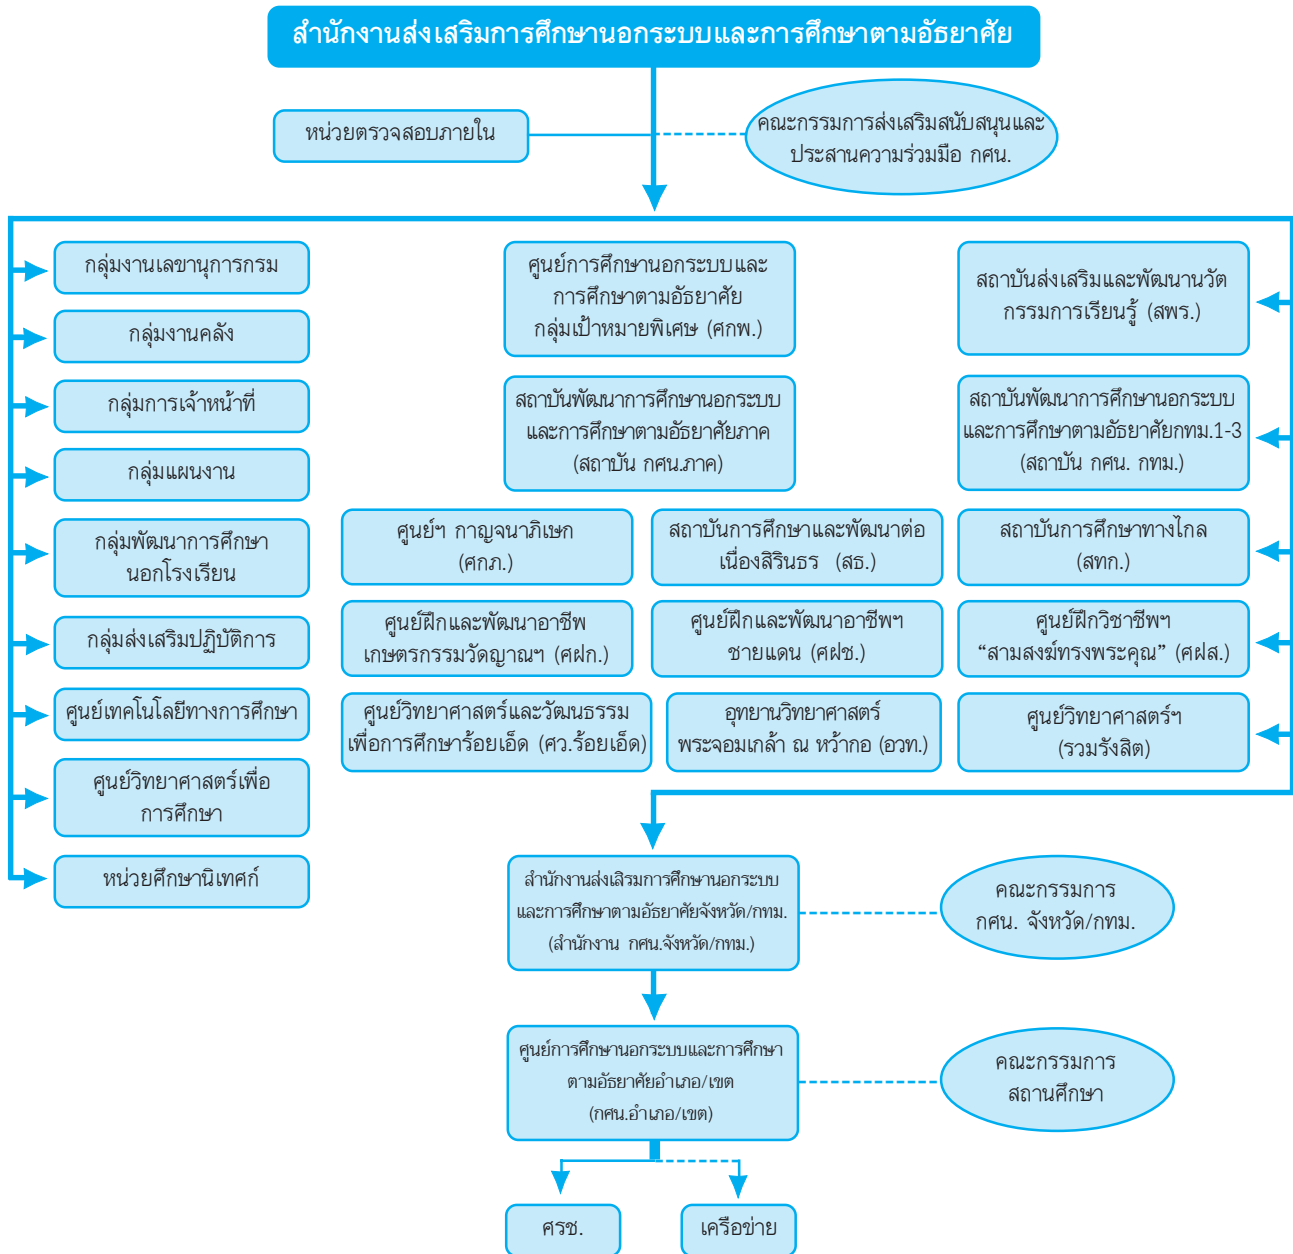 สำนักงานส่งเสริมการศึกษานอกระบบและการศึกษาตามอัธยาศัย
หน่วยตรวจสอบภายใน
คณะกรรมการส่งเสริมสนับสนุนและ
ประสานความร่วมมือ กศน.
กลุ่มงานเลขานุการกรม
กลุ่มงานคลัง
กลุ่มการเจ้าหน้าที่
กลุ่มแผนงาน
กลุ่มพัฒนาการศึกษา
นอกโรงเรียน
กลุ่มส่งเสริมปฏิบัติการ
ศูนย์เทคโนโลยีทางการศึกษา
ศูนย์วิทยาศาสตร์เพื่อ
การศึกษา
หน่วยศึกษานิเทศก์
ศูนย์การศึกษานอกระบบและ
การศึกษาตามอัธยาศัย
กลุ่มเป้าหมายพิเศษ (ศกพ.)
สถาบันส่งเสริมและพัฒนานวัต
กรรมการเรียนรู้ (สพร.)
สถาบันพัฒนาการศึกษานอกระบบ
และการศึกษาตามอัธยาศัยภาค
(สถาบัน กศน.ภาค)
สถาบันพัฒนาการศึกษานอกระบบ
และการศึกษาตามอัธยาศัยกทม.1-3
(สถาบัน กศน. กทม.)
ศูนย์ฯ กาญจนาภิเษก
(ศกภ.)
สถาบันการศึกษาและพัฒนาต่อ
เนื่องสิรินธร (สธ.)
สถาบันการศึกษาทางไกล
(สทก.)
ศูนย์ฝึกและพัฒนาอาชีพ
เกษตรกรรมวัดญาณฯ (ศฝก.)
ศูนย์ฝึกและพัฒนาอาชีพฯ
ชายแดน (ศฝช.)
ศูนย์ฝึกวิชาชีพฯ
“สามสงฆ์ทรงพระคุณ” (ศฝส.)
ศูนย์วิทยาศาสตร์และวัฒนธรรม
เพื่อการศึกษาร้อยเอ็ด (ศว.ร้อยเอ็ด)
อุทยานวิทยาศาสตร์
พระจอมเกล้า ณ หว้ากอ (อวท.)
ศูนย์วิทยาศาสตร์ฯ
(รวมรังสิต)
สำนักงานส่งเสิรมการศึกษานอกระบบ
และการศึกษาตามอัธยาศัยจังหวัด/กทม.
(สำนักงาน กศน.จังหวัด/กทม.)
คณะกรรมการ
กศน. จังหวัด/กทม.
ศูนย์การศึกษานอกระบบและการศึกษา
ตามอัธยาศัยอำเภอ/เขต
(กศน.อำเภอ/เขต)
คณะกรรมการ
สถานศึกษา
ศรช.
เครือข่าย